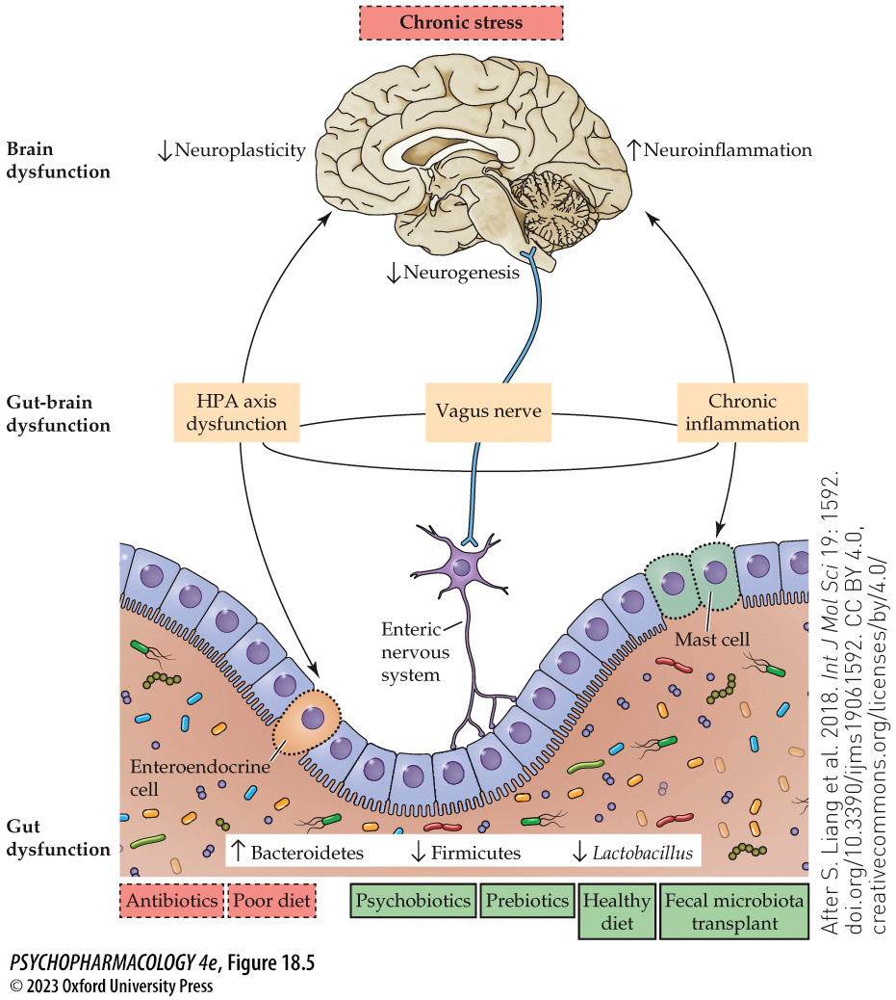 Chronic stress
Brain
dysfunction
↓ Neuroplasticity
↑ Neuroinflammation
↓ Neurogenesis
Gut-brain
dysfunction
HPA axis
dysfunction
Vagus nerve
Chronic
inflammation
Enteric
nervous
system
Mast cell
Enteroendocrine
cell
Gut
dysfunction
↑ Bacteroidetes ↓ Firmicutes ↓ Lactobacillus
Antibiotics
Poor diet
Psychobiotics
Prebiotics
Healthy
diet
Fecal microbiota
transplant
After S. Liang et al. 2018. Int J Mol Sci 19: 1592.
doi.org/10.3390/ijms19061592. CC BY 4.0,
creativecommons.org/licenses/by/4.0/
PSYCHOPHARMACOLOGY 4e, Figure 18.5
© 2023 Oxford University Press